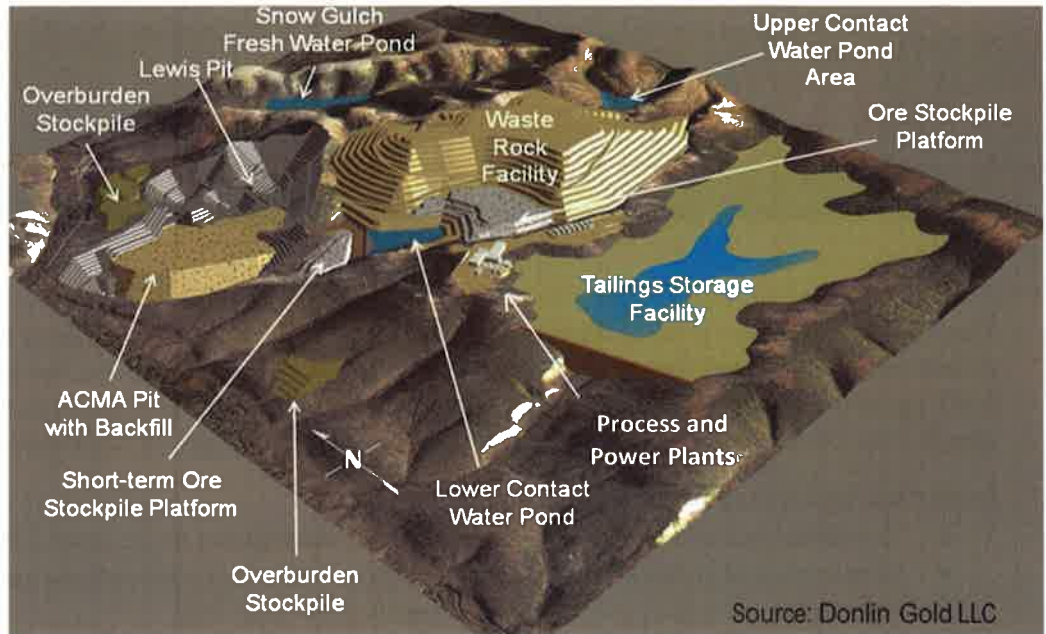 Snow Gulch
Fresh Water Pond
Lewis Pit
Overburden
Stockpile
Upper Contact
Water Pond
Area
Ore Stockpile
Platform
Waste
Rock
Facility
Tailings Storage
Facility
ACMA Pit
with Backfill
Short-term Ore
Stockpile Platform
N
Lower Contact
Water Pond
Process and
Power Plants
Overburden
Stockpile
Source: Donlin Gold LLC